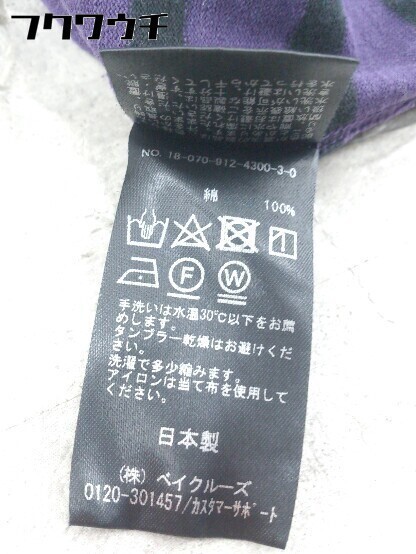 フクワウチ
NO. 18-070-912-4300-3-0
綿 100%
F W
手洗いは水温30℃以下をお薦
めします。
タンブラー乾燥はお避けくだ
さい。
洗濯で多少縮みます。
アイロンは当て布を使用して
ください。
日本製
(株) ベイクルーズ
0120-301457/カスタマーサポート